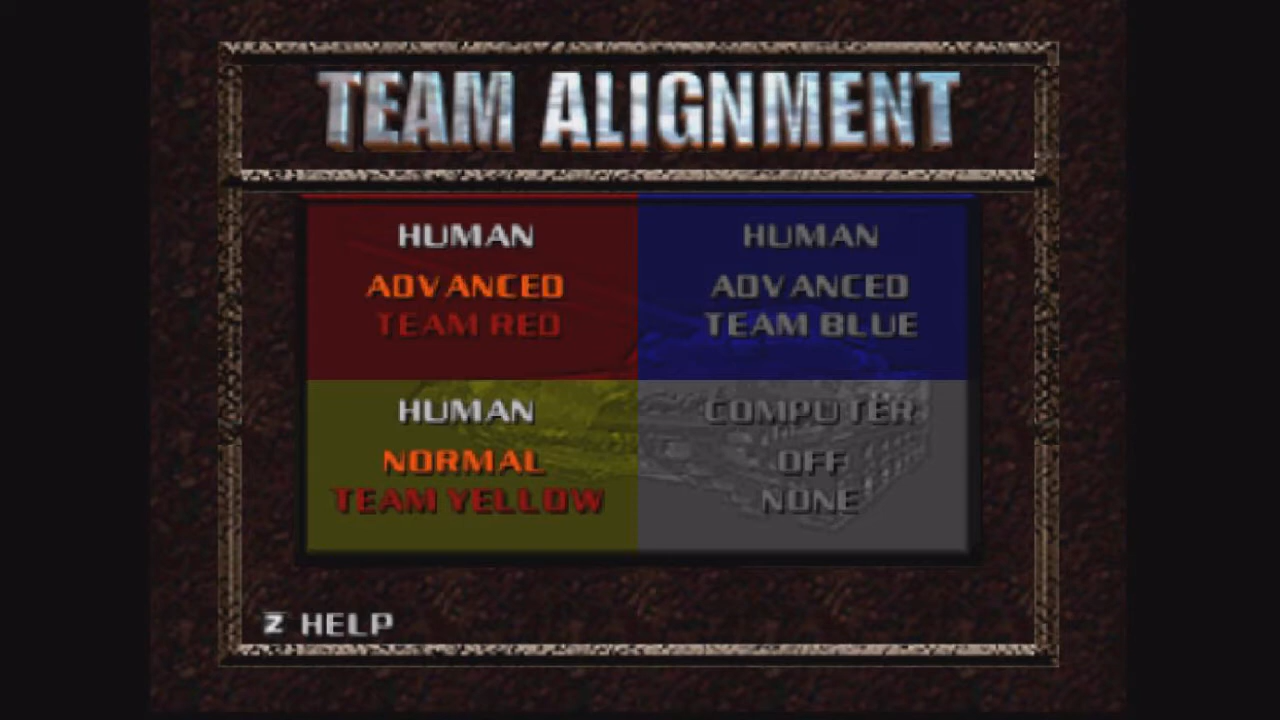 TEAM ALIGNMENT
HUMAN
ADVANCED
TEAM RED
HUMAN
ADVANCED
TEAM BLUE
HUMAN
NORMAL
TEAM YELLOW
COMPUTER
OFF
NONE
Z HELP